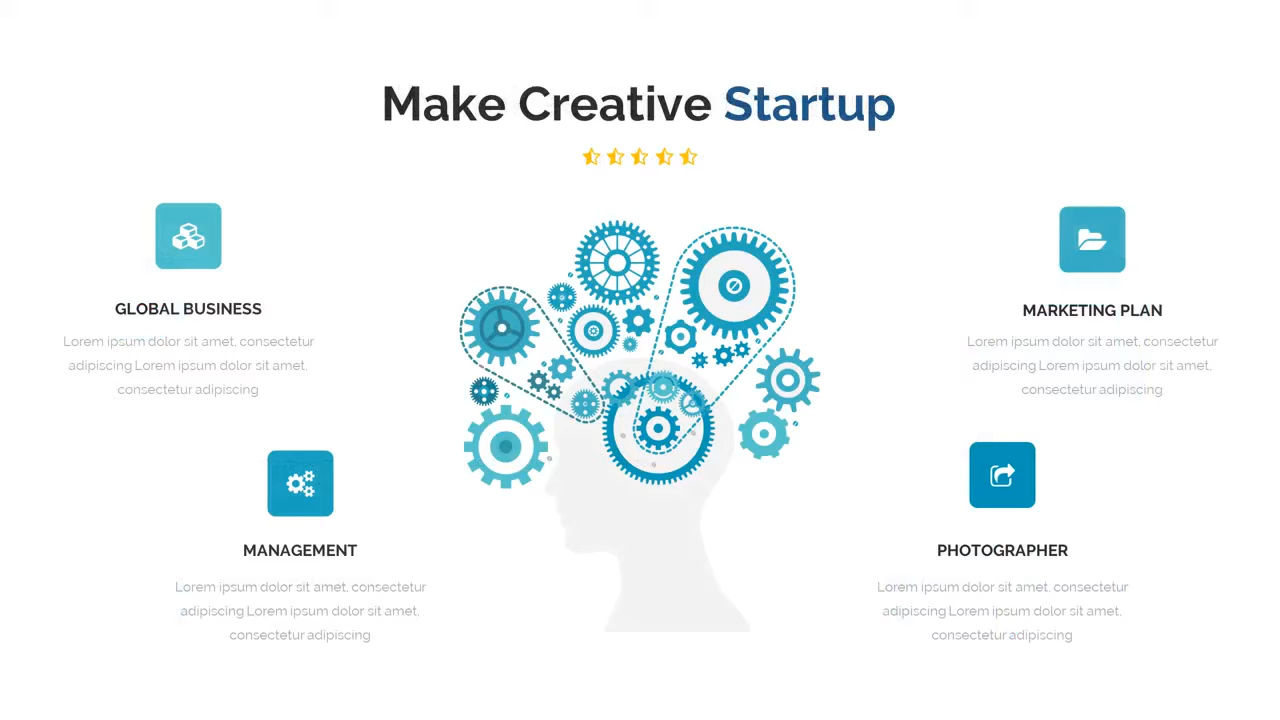 Make Creative Startup
GLOBAL BUSINESS
Lorem ipsum dolor sit amet, consectetur
adipiscing Lorem ipsum dolor sit amet,
consectetur adipiscing
MARKETING PLAN
Lorem ipsum dolor sit amet, consectetur
adipiscing Lorem ipsum dolor sit amet,
consectetur adipiscing
MANAGEMENT
Lorem ipsum dolor sit amet, consectetur
adipiscing Lorem ipsum dolor sit amet,
consectetur adipiscing
PHOTOGRAPHER
Lorem ipsum dolor sit amet, consectetur
adipiscing Lorem ipsum dolor sit amet,
consectetur adipiscing